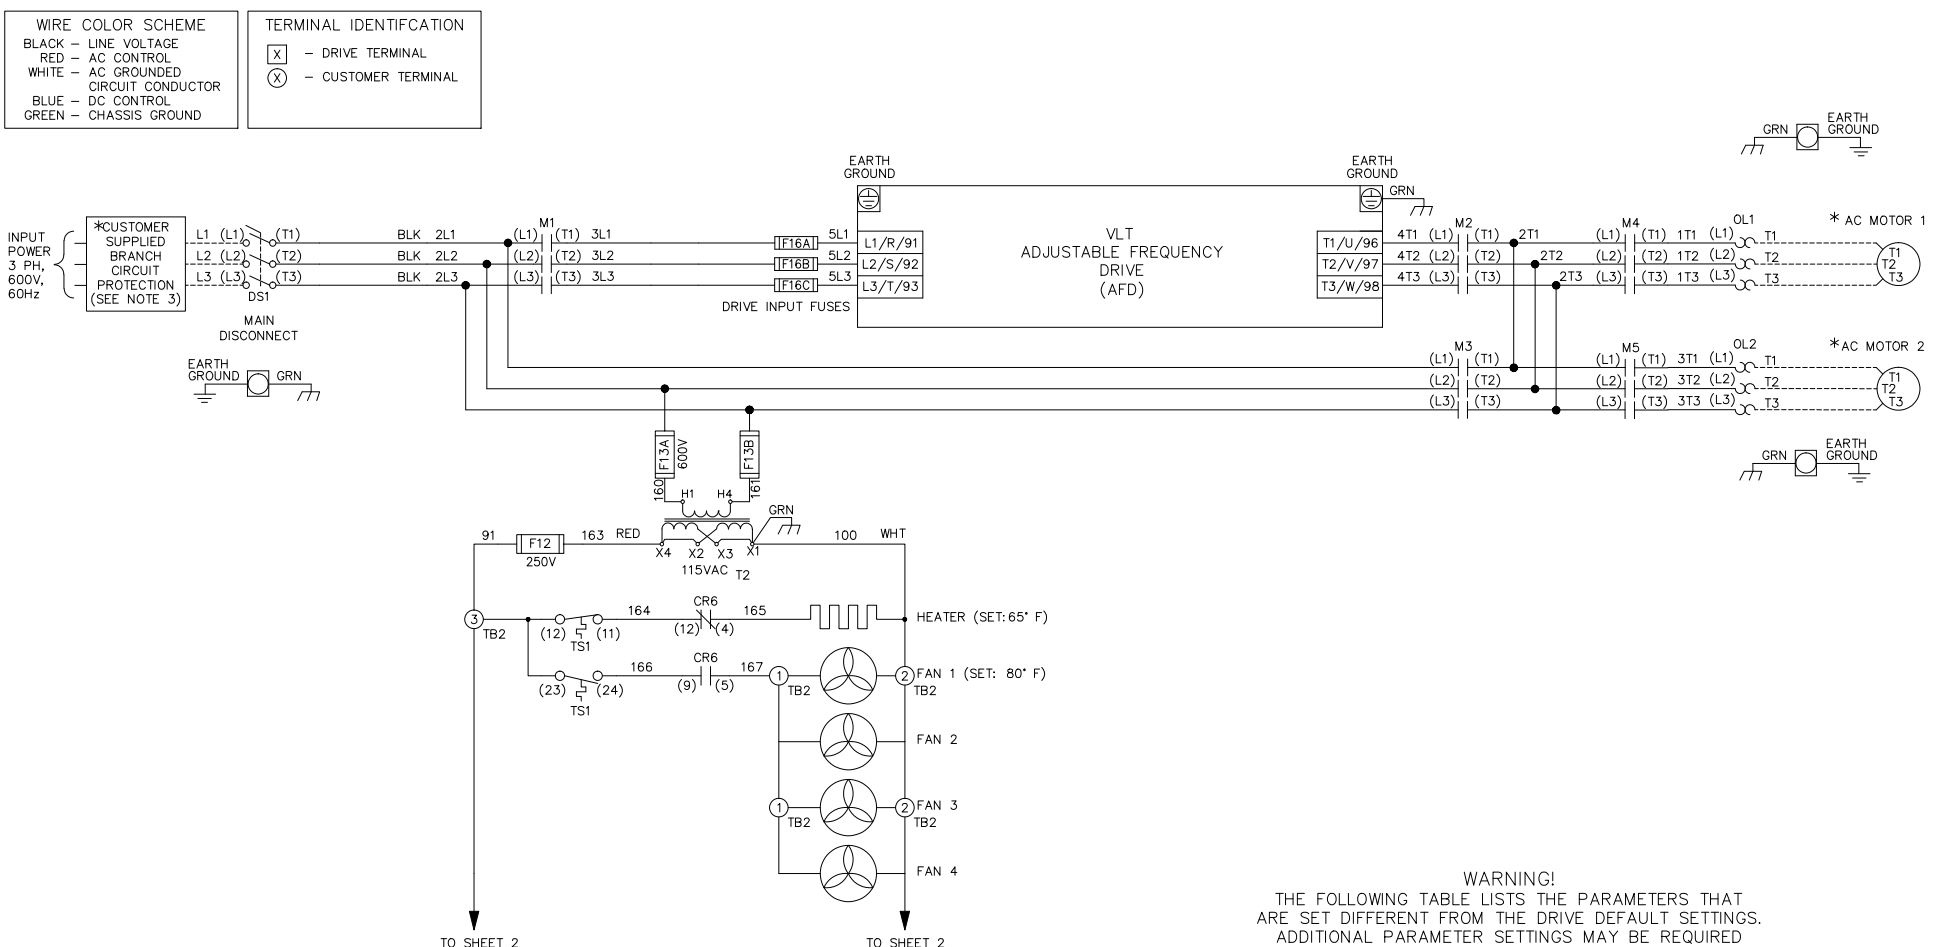 WIRE COLOR SCHEME
BLACK – LINE VOLTAGE
RED – AC CONTROL
WHITE – AC GROUNDED
CIRCUIT CONDUCTOR
BLUE – DC CONTROL
GREEN – CHASSIS GROUND
TERMINAL IDENTIFCATION
X – DRIVE TERMINAL
X – CUSTOMER TERMINAL
GRN EARTH GROUND
INPUT
POWER
3 PH,
600V,
60Hz
*CUSTOMER
SUPPLIED
BRANCH
CIRCUIT
PROTECTION
(SEE NOTE 3)
L1 (L1) (T1) BLK 2L1 (L1) M1 (T1) 3L1 F16A 5L1 L1/R/91
L2 (L2) (T2) BLK 2L2 (L2) (T2) 3L2 F16B 5L2 L2/S/92
L3 (L3) (T3) BLK 2L3 (L3) (T3) 3L3 F16C 5L3 L3/T/93
DS1
MAIN
DISCONNECT
DRIVE INPUT FUSES
EARTH
GROUND
EARTH
GROUND
GRN
VLT
ADJUSTABLE FREQUENCY
DRIVE
(AFD)
T1/U/96 4T1 (L1) M2 (T1) 2T1 (L1) M4 (T1) 1T1 (L1) OL1 T1
T2/V/97 4T2 (L2) (T2) 2T2 (L2) (T2) 1T2 (L2) T2
T3/W/98 4T3 (L3) (T3) 2T3 (L3) (T3) 1T3 (L3) T3
* AC MOTOR 1
T1
T2
T3
EARTH
GROUND GRN
(L1) M3 (T1) (L1) M5 (T1) 3T1 (L1) OL2 T1
(L2) (T2) (L2) (T2) 3T2 (L2) T2
(L3) (T3) (L3) (T3) 3T3 (L3) T3
*AC MOTOR 2
T1
T2
T3
GRN EARTH
GROUND
F13A 600V F13B
160 H1 H4 161
GRN
91 F12 163 RED X4 X2 X3 X1 100 WHT
250V
115VAC T2
3 TB2 (12) TS1 (11) 164 CR6 (12) (4) 165 HEATER (SET:65° F)
(23) TS1 (24) 166 CR6 (9) (5) 167 1 TB2 2 TB2 FAN 1 (SET: 80° F)
FAN 2
1 TB2 2 TB2 FAN 3
FAN 4
TO SHEET 2
TO SHEET 2
WARNING!
THE FOLLOWING TABLE LISTS THE PARAMETERS THAT
ARE SET DIFFERENT FROM THE DRIVE DEFAULT SETTINGS.
ADDITIONAL PARAMETER SETTINGS MAY BE REQUIRED